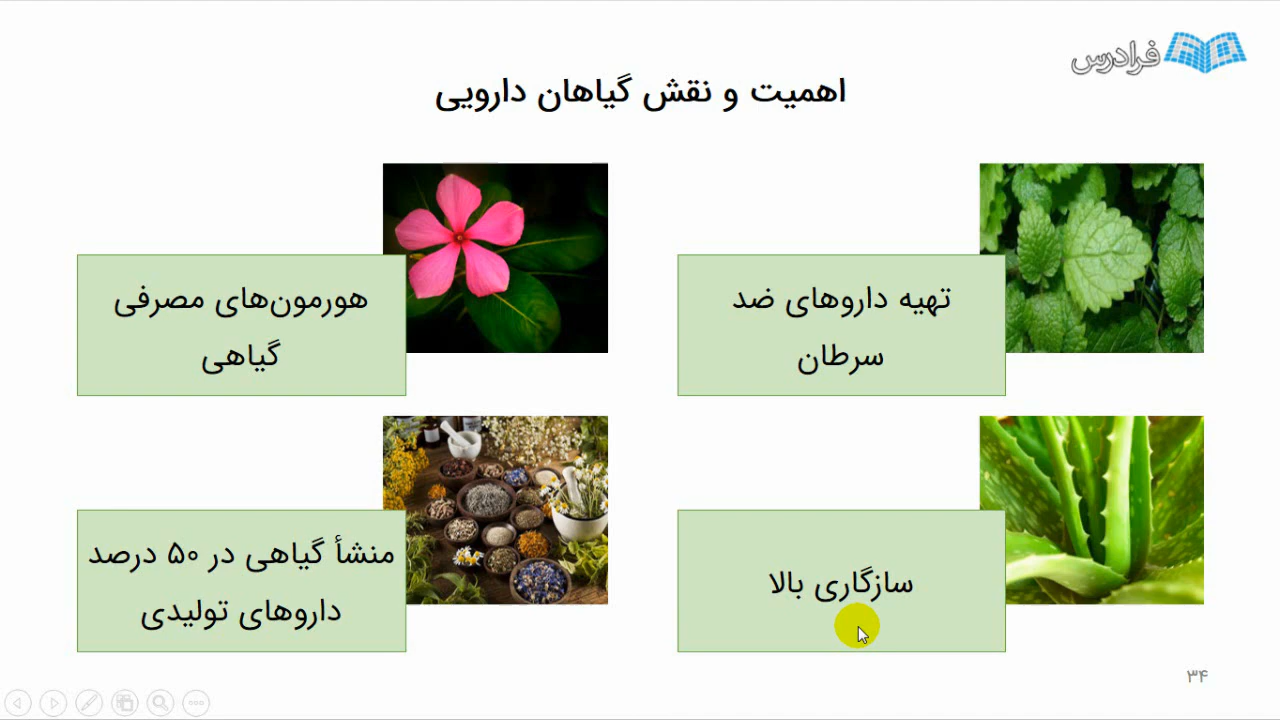 فرادرس
اهمیت و نقش گیاهان دارویی
تهیه داروهای ضد
سرطان
هورمون‌های مصرفی
گیاهی
سازگاری بالا
منشأ گیاهی در ۵۰ درصد
داروهای تولیدی
۳۴